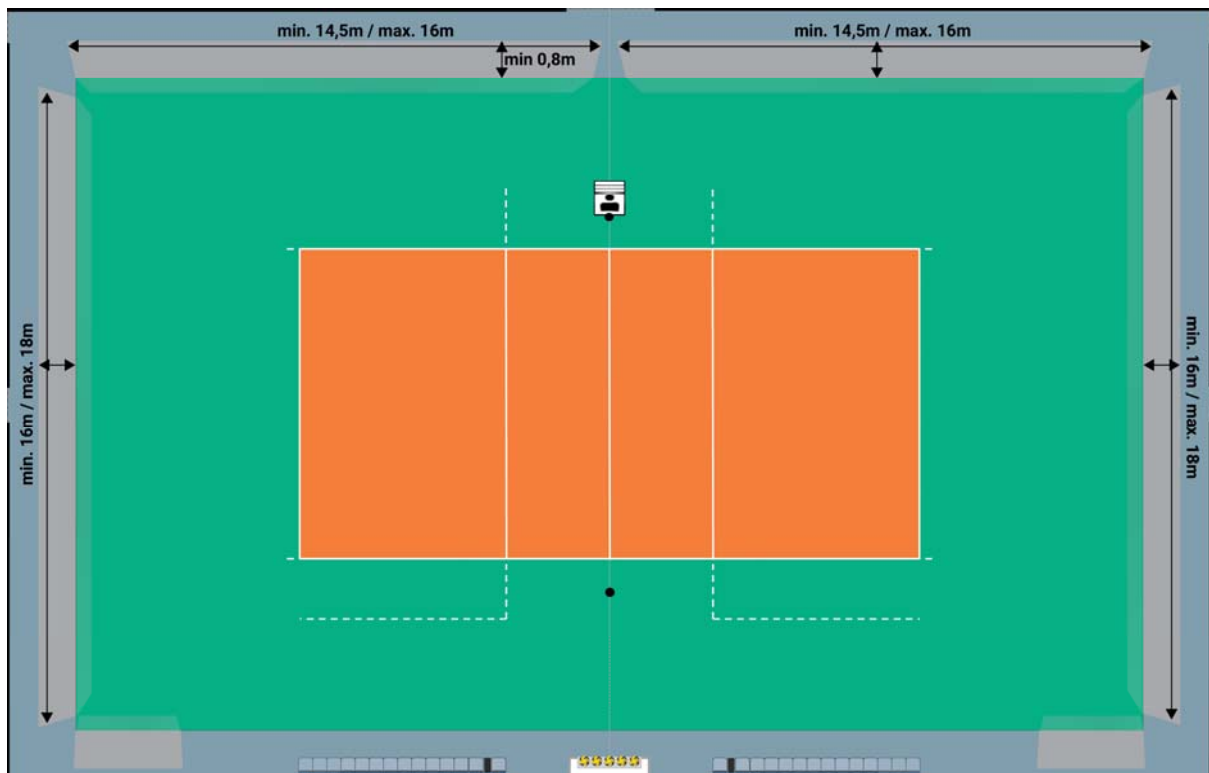 min. 14,5m / max. 16m
min. 14,5m / max. 16m
min 0,8m
min. 16m / max. 18m
min. 16m / max. 18m